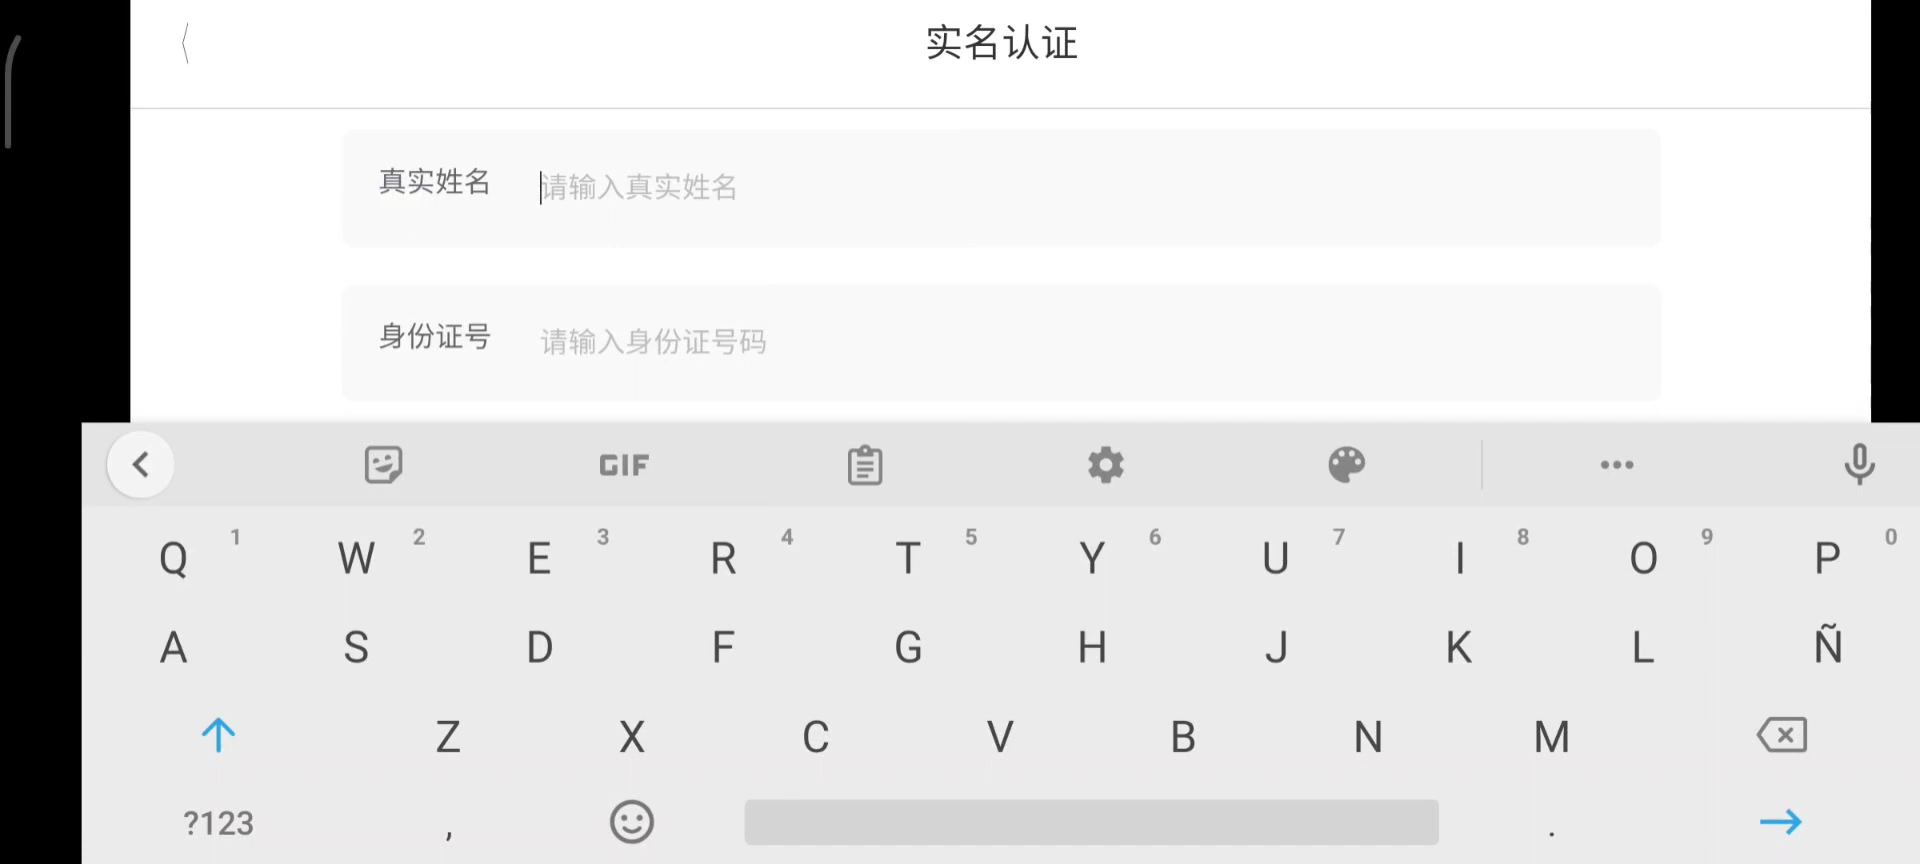 实名认证
真实姓名 请输入真实姓名
身份证号 请输入身份证号码
GIF
Q 1 W 2 E 3 R 4 T 5 Y 6 U 7 I 8 O 9 P 0
A S D F G H J K L Ñ
Z X C V B N M
?123 , .